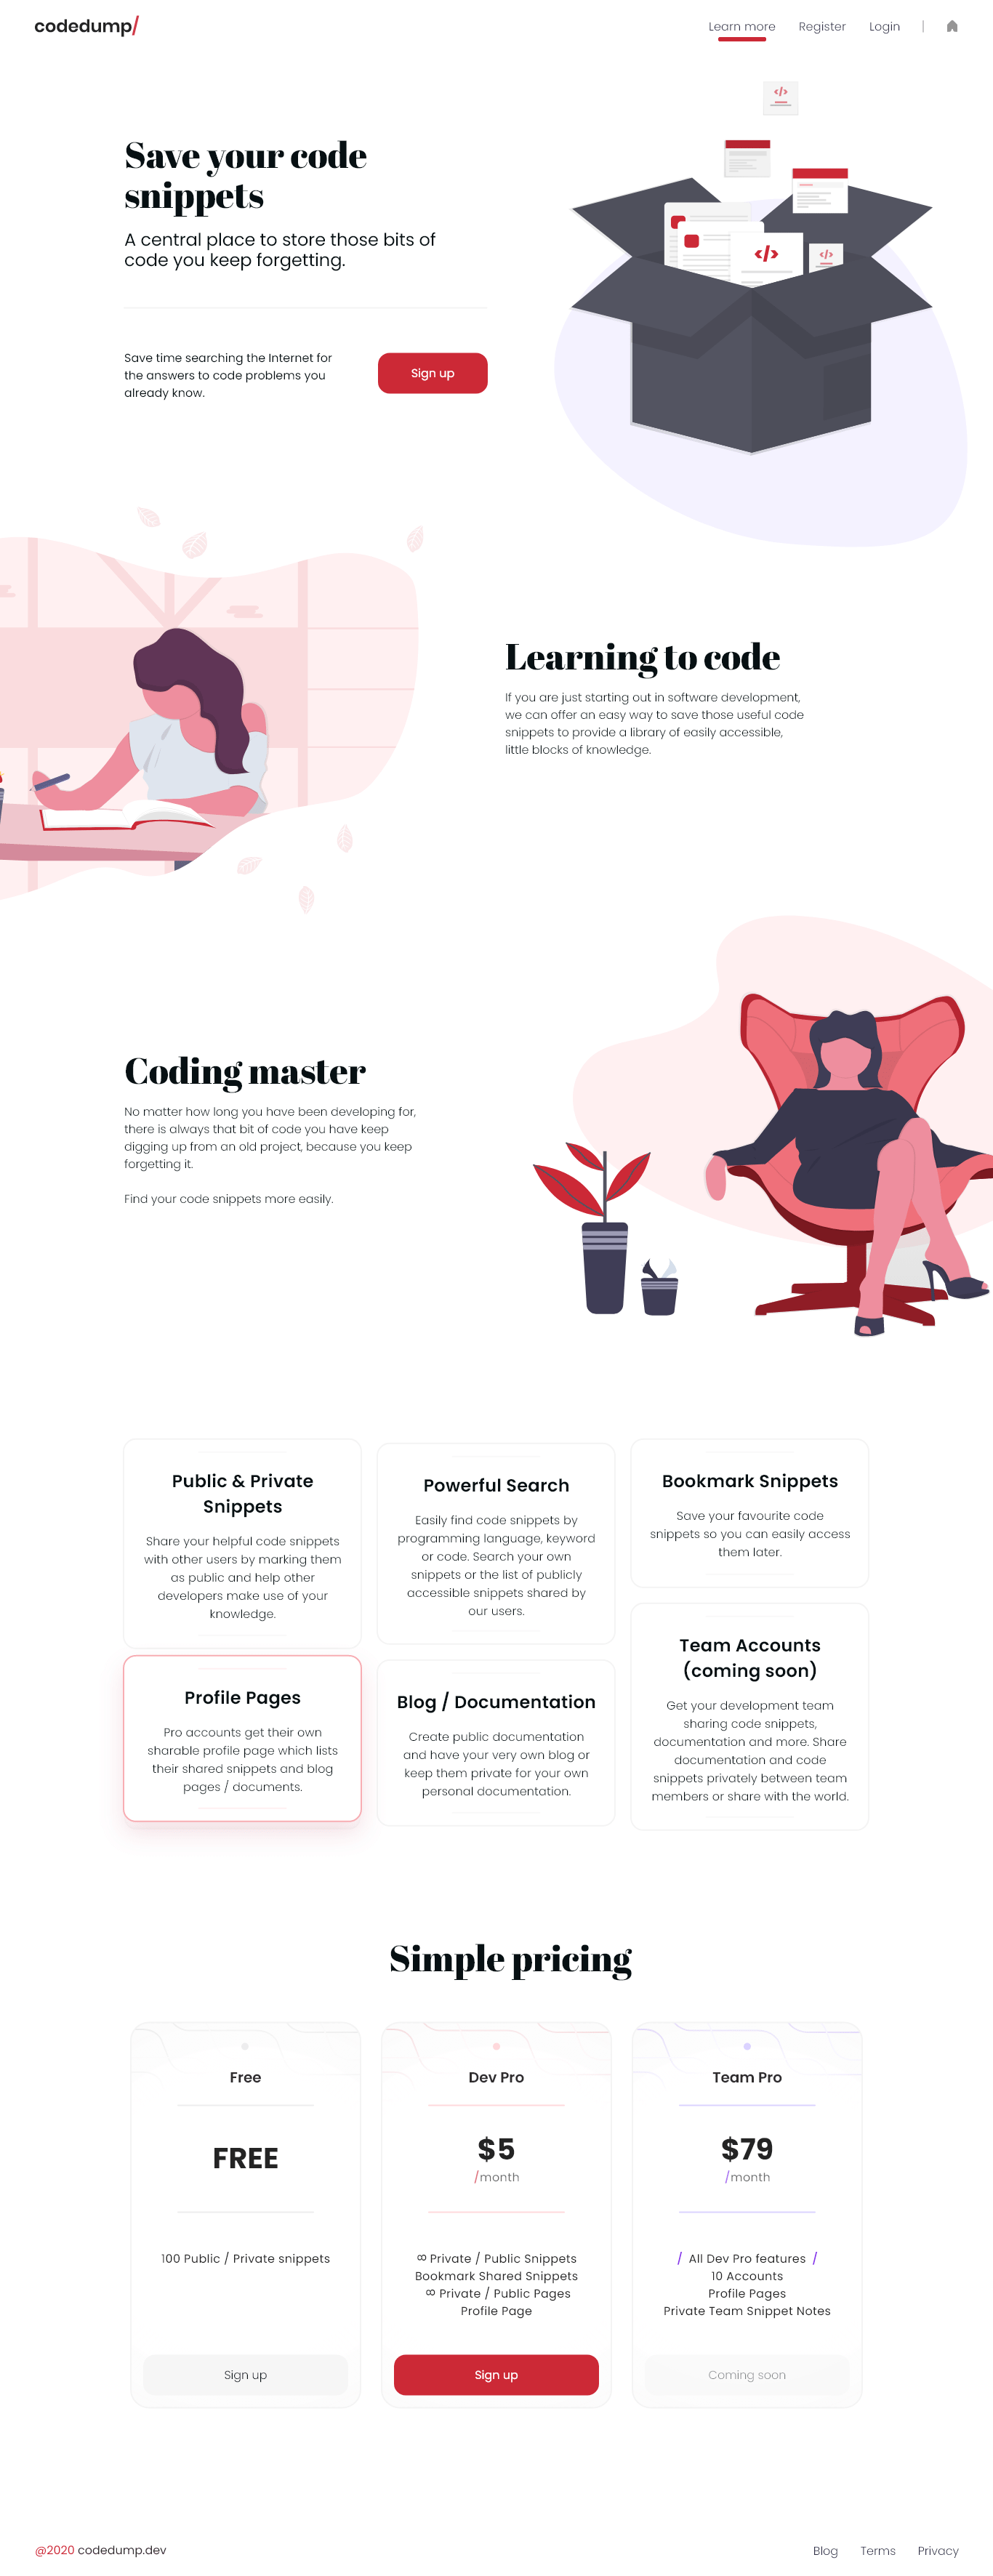 codedump/
Learn more
Register
Login
|
</>
Save your code
snippets
A central place to store those bits of
code you keep forgetting.
</>
</>
Save time searching the Internet for
the answers to code problems you
already know.
Sign up
Learning to code
If you are just starting out in software development,
we can offer an easy way to save those useful code
snippets to provide a library of easily accessible,
little blocks of knowledge.
Coding master
No matter how long you have been developing for,
there is always that bit of code you have keep
digging up from an old project, because you keep
forgetting it.
Find your code snippets more easily.
Public & Private
Snippets
Share your helpful code snippets
with other users by marking them
as public and help other
developers make use of your
knowledge.
Powerful Search
Easily find code snippets by
programming language, keyword
or code. Search your own
snippets or the list of publicly
accessible snippets shared by
our users.
Bookmark Snippets
Save your favourite code
snippets so you can easily access
them later.
Profile Pages
Pro accounts get their own
sharable profile page which lists
their shared snippets and blog
pages / documents.
Blog / Documentation
Create public documentation
and have your very own blog or
keep them private for your own
personal documentation.
Team Accounts
(coming soon)
Get your development team
sharing code snippets,
documentation and more. Share
documentation and code
snippets privately between team
members or share with the world.
Simple pricing
Free
FREE
100 Public / Private snippets
Sign up
Dev Pro
$5
/month
∞ Private / Public Snippets
Bookmark Shared Snippets
∞ Private / Public Pages
Profile Page
Sign up
Team Pro
$79
/month
/ All Dev Pro features /
10 Accounts
Profile Pages
Private Team Snippet Notes
Coming soon
@2020 codedump.dev
Blog
Terms
Privacy